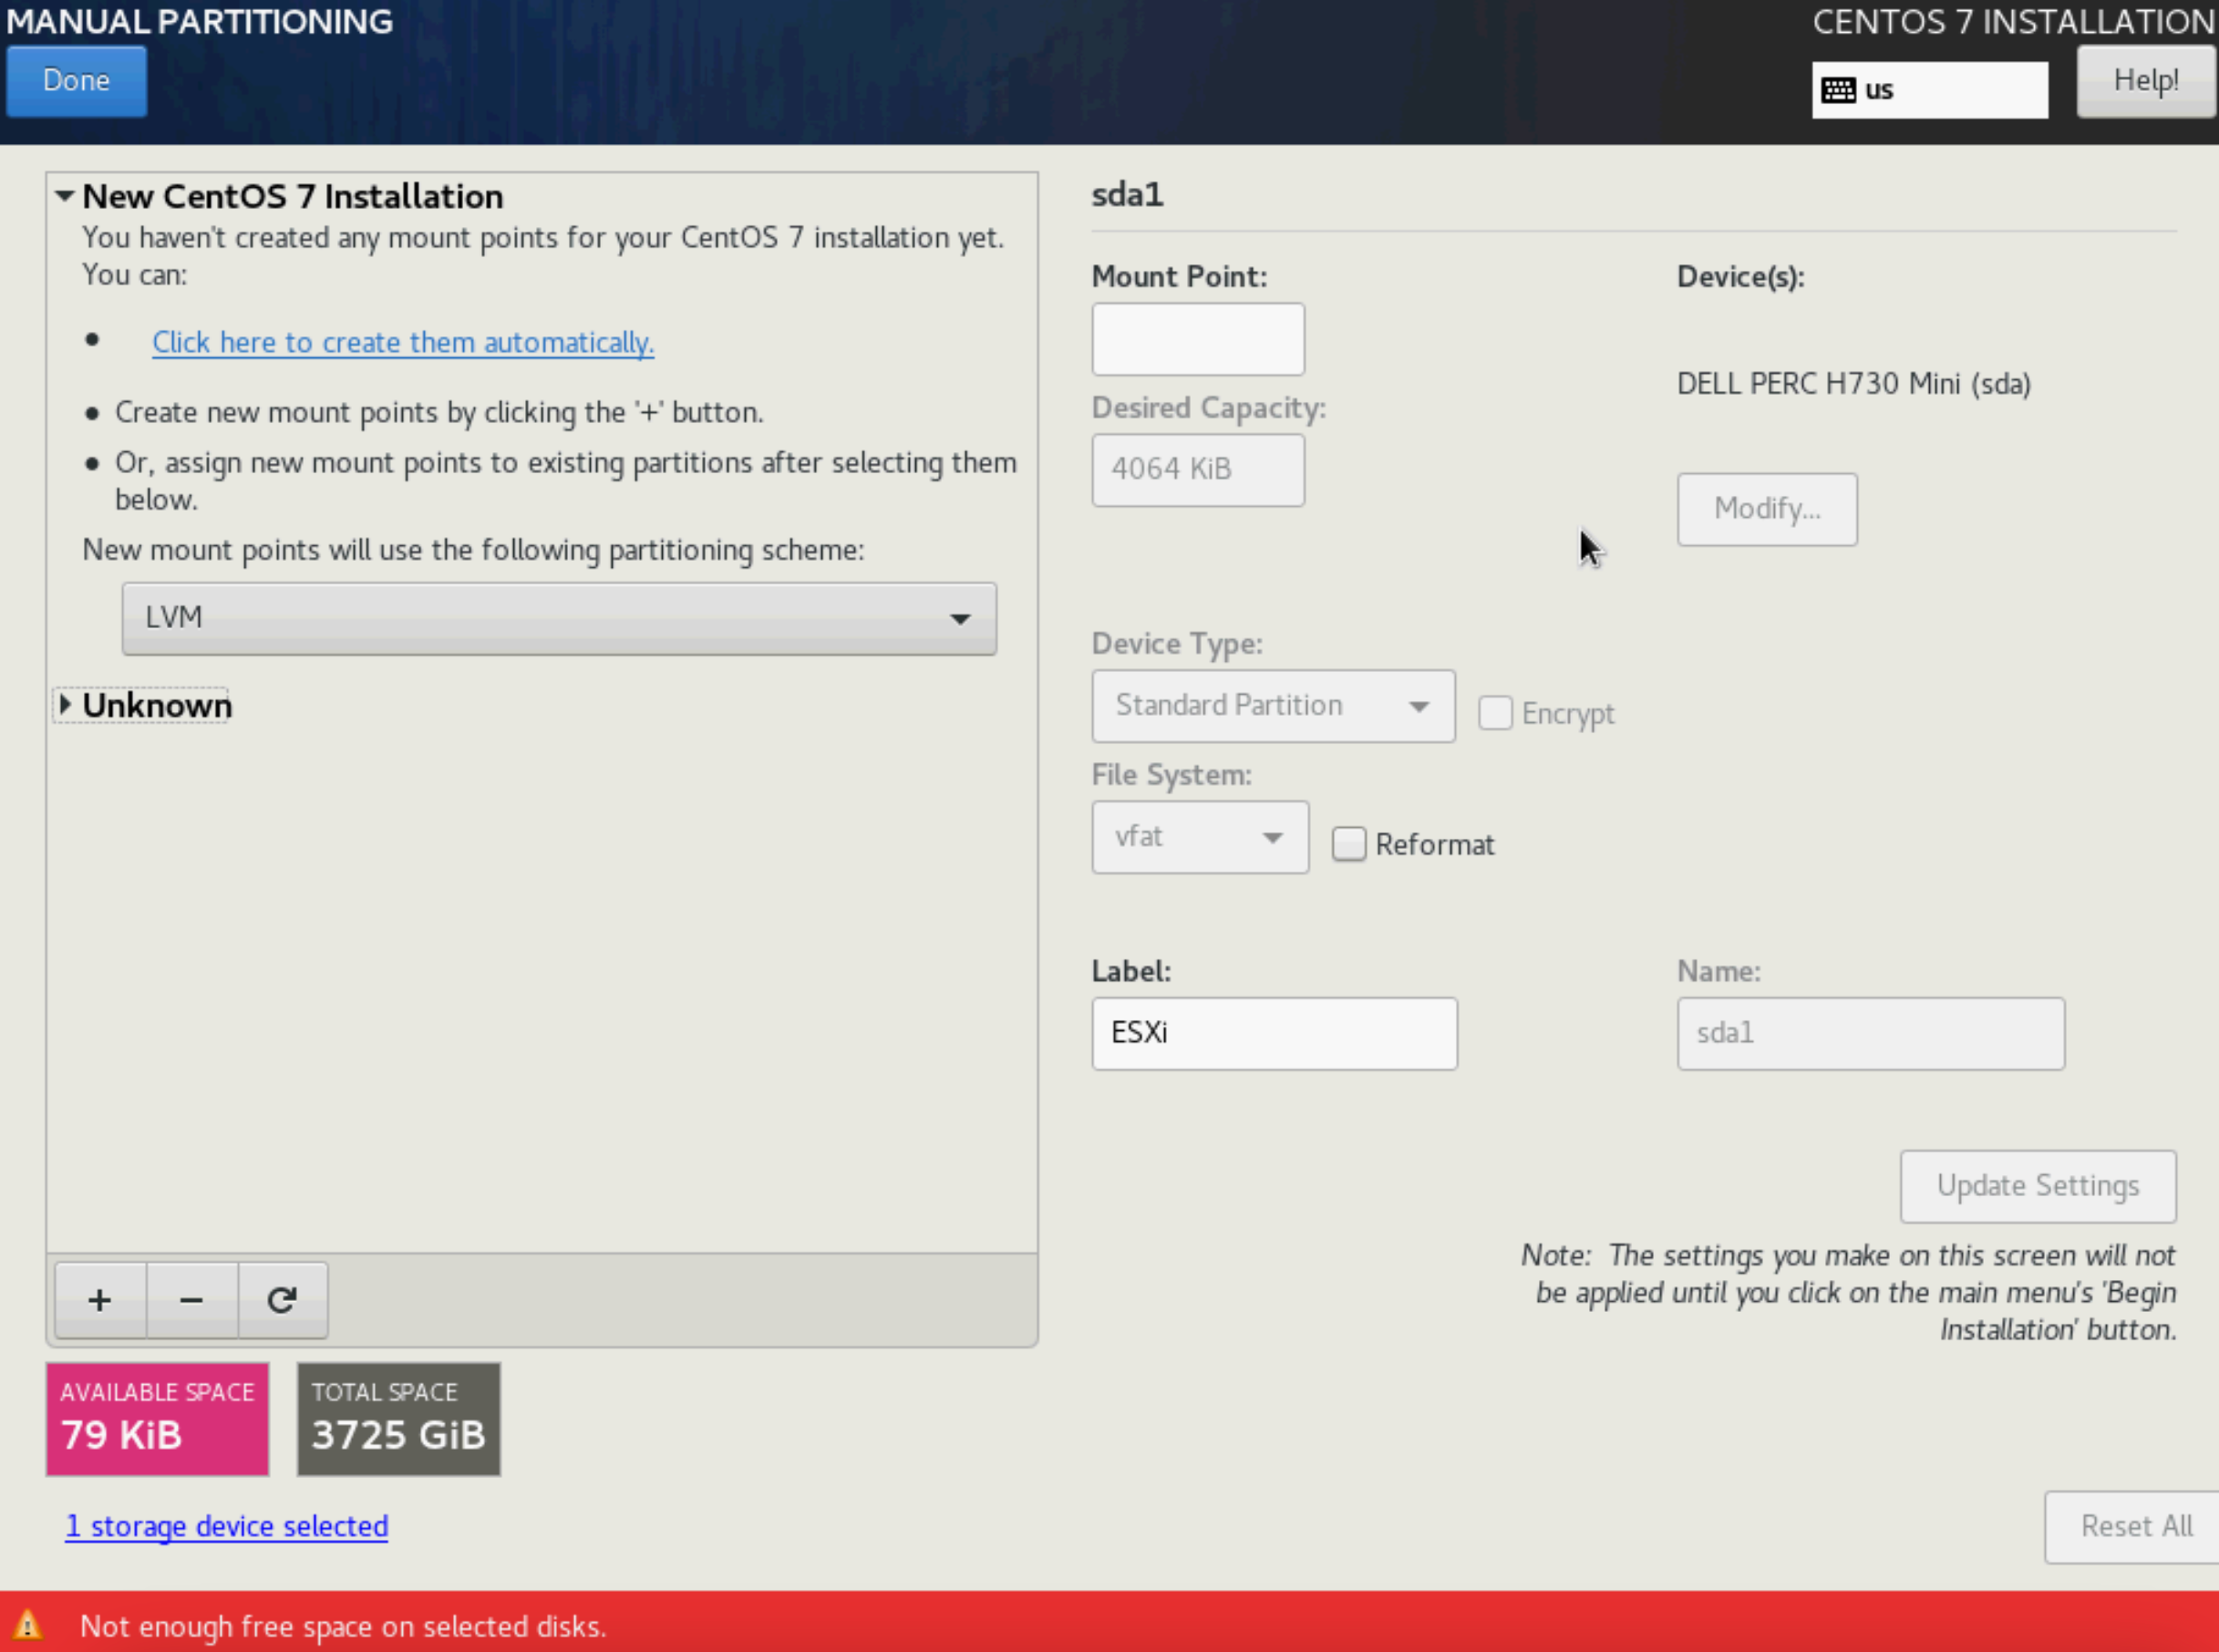 MANUAL PARTITIONING
CENTOS 7 INSTALLATION
Done
us
Help!
New CentOS 7 Installation
You haven't created any mount points for your CentOS 7 installation yet.
You can:
Click here to create them automatically.
Create new mount points by clicking the '+' button.
Or, assign new mount points to existing partitions after selecting them
below.
New mount points will use the following partitioning scheme:
LVM
Unknown
+ −
AVAILABLE SPACE
79 KiB
TOTAL SPACE
3725 GiB
1 storage device selected
sda1
Mount Point:
Device(s):
DELL PERC H730 Mini (sda)
Desired Capacity:
4064 KiB
Modify...
Device Type:
Standard Partition
Encrypt
File System:
vfat
Reformat
Label:
Name:
ESXi
sda1
Update Settings
Note: The settings you make on this screen will not
be applied until you click on the main menu's 'Begin
Installation' button.
Reset All
Not enough free space on selected disks.